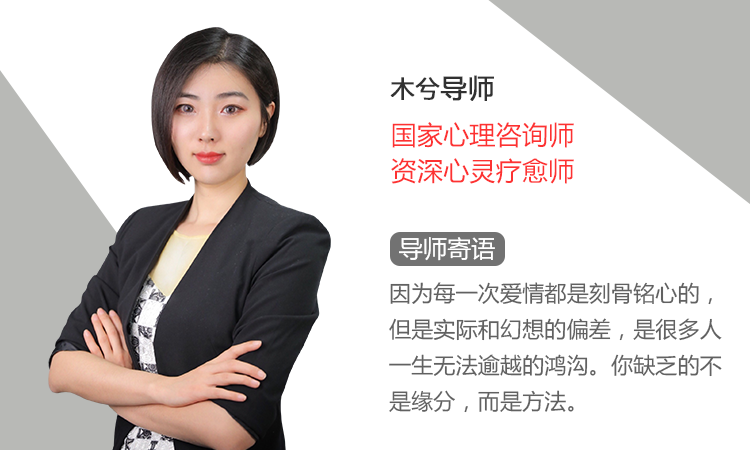 木兮导师
国家心理咨询师
资深心灵疗愈师
导师寄语
因为每一次爱情都是刻骨铭心的，
但是实际和幻想的偏差，是很多人
一生无法逾越的鸿沟。你缺乏的不
是缘分，而是方法。